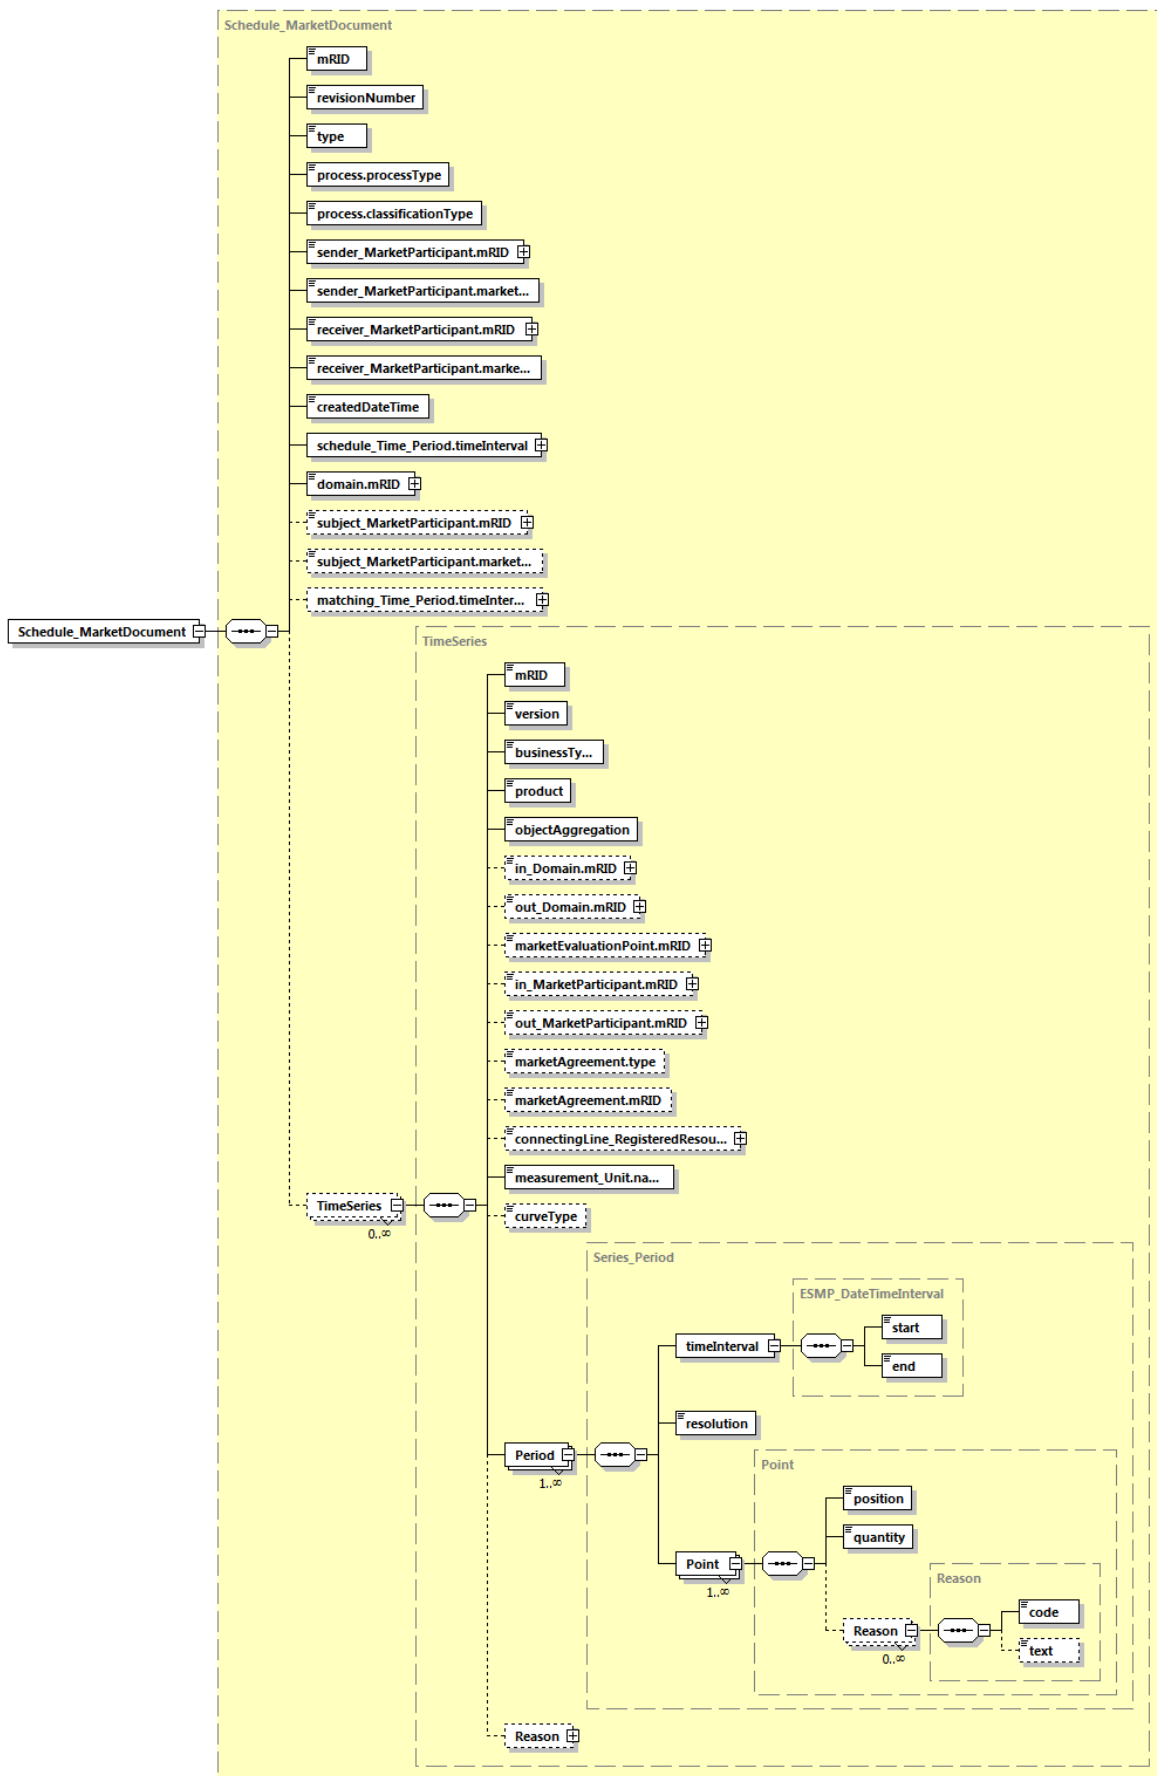 Schedule_MarketDocument
mRID
revisionNumber
type
process.processType
process.classificationType
sender_MarketParticipant.mRID
sender_MarketParticipant.market...
receiver_MarketParticipant.mRID
receiver_MarketParticipant.marke...
createdDateTime
schedule_Time_Period.timeInterval
domain.mRID
subject_MarketParticipant.mRID
subject_MarketParticipant.market...
matching_Time_Period.timeInter...
Schedule_MarketDocument
TimeSeries
mRID
version
businessTy...
product
objectAggregation
in_Domain.mRID
out_Domain.mRID
marketEvaluationPoint.mRID
in_MarketParticipant.mRID
out_MarketParticipant.mRID
marketAgreement.type
marketAgreement.mRID
connectingLine_RegisteredResou...
measurement_Unit.na...
TimeSeries
0..∞
curveType
Series_Period
ESMP_DateTimeInterval
start
timeInterval
end
resolution
Period
1..∞
Point
position
quantity
Point
1..∞
Reason
code
Reason
0..∞
text
Reason